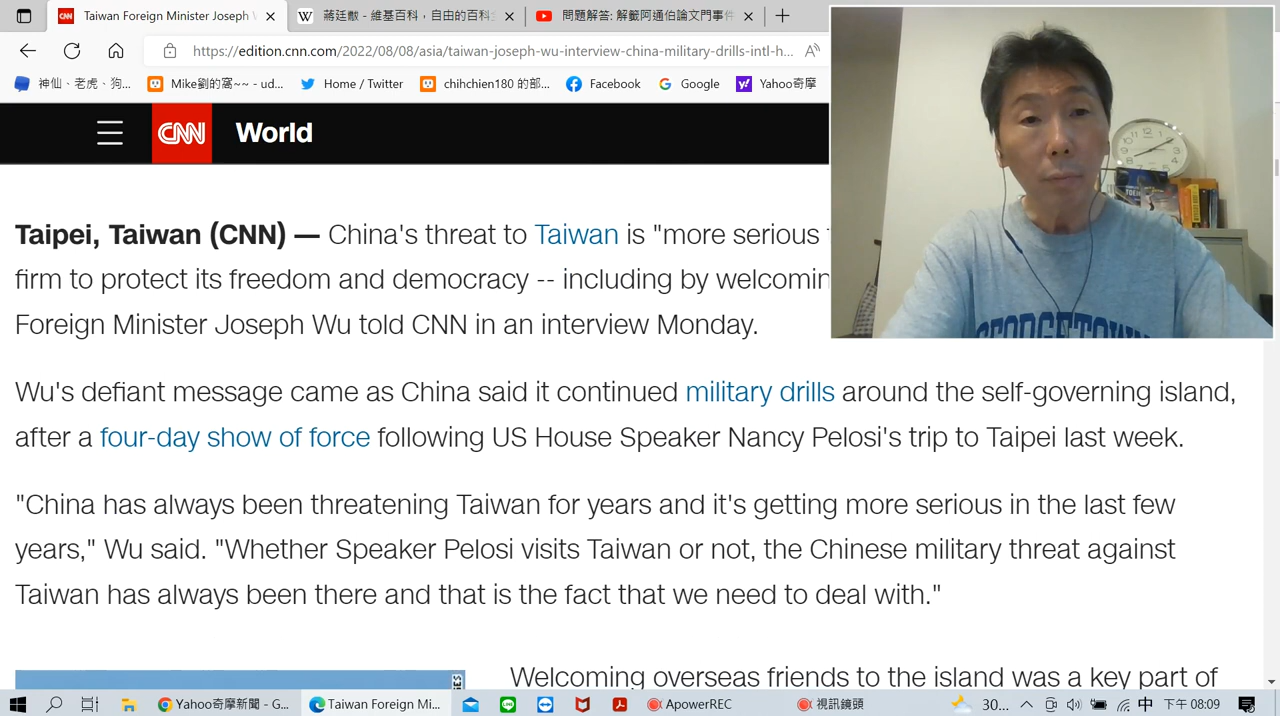 Taiwan Foreign Minister Joseph W
蔣廷黻 - 維基百科，自由的百科
問題解答: 解籤阿通伯論文門事件
https://edition.cnn.com/2022/08/08/asia/taiwan-joseph-wu-interview-china-military-drills-intl-h...
神仙、老虎、狗...
Mike劉的窩~~ - ud...
Home / Twitter
chihchien180 的部...
Facebook
Google
Yahoo奇摩
CNN World
Taipei, Taiwan (CNN) — China's threat to Taiwan is "more serious
firm to protect its freedom and democracy -- including by welcomin
Foreign Minister Joseph Wu told CNN in an interview Monday.
Wu's defiant message came as China said it continued military drills around the self-governing island,
after a four-day show of force following US House Speaker Nancy Pelosi's trip to Taipei last week.
"China has always been threatening Taiwan for years and it's getting more serious in the last few
years," Wu said. "Whether Speaker Pelosi visits Taiwan or not, the Chinese military threat against
Taiwan has always been there and that is the fact that we need to deal with."
Welcoming overseas friends to the island was a key part of
GEORGETOWN
Yahoo奇摩新聞 - G...
Taiwan Foreign Mi...
ApowerREC
視訊鏡頭
30...
中
下午 08:09